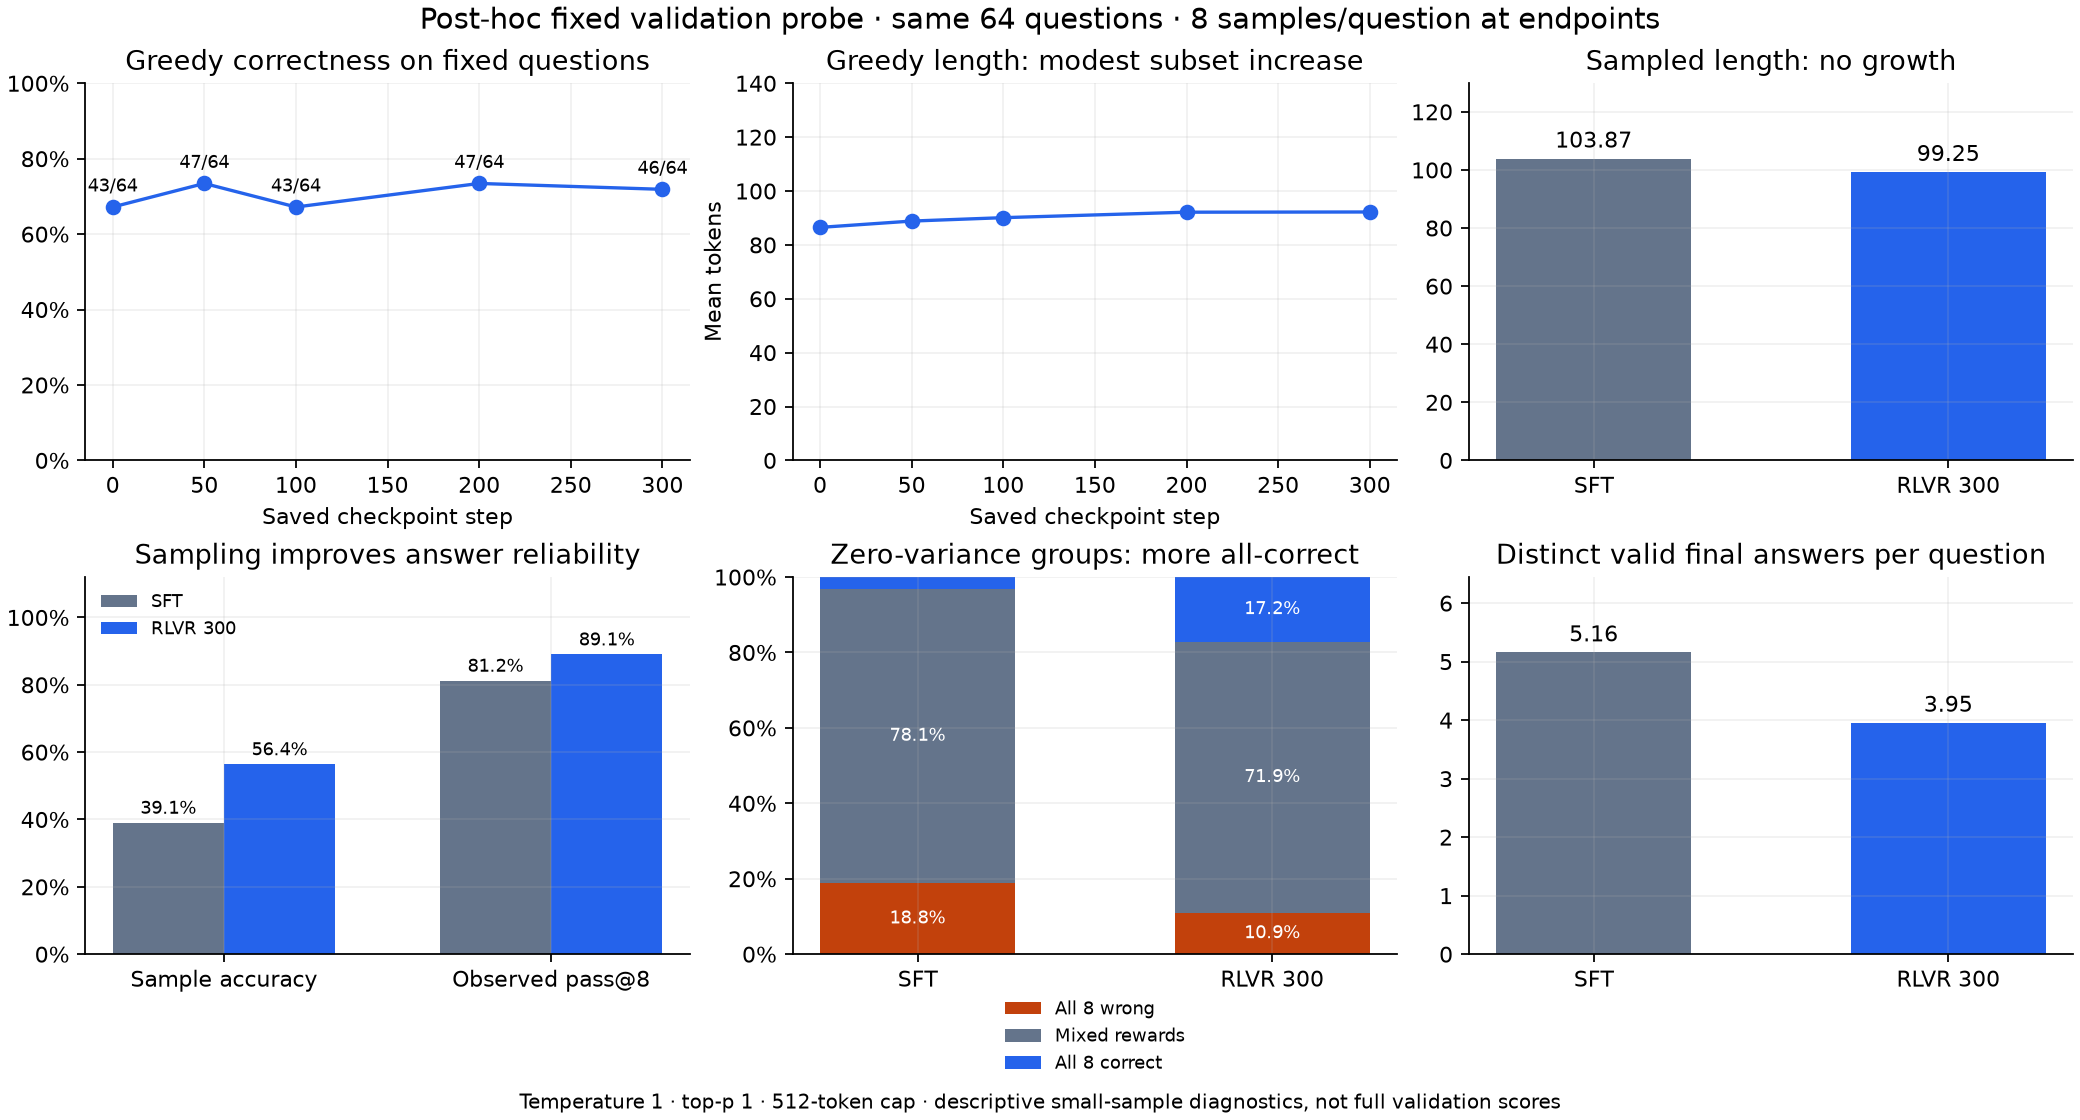 Post-hoc fixed validation probe · same 64 questions · 8 samples/question at endpoints
Greedy correctness on fixed questions
100%
80%
60%
40%
20%
0%
43/64
47/64
43/64
47/64
46/64
0 50 100 150 200 250 300
Saved checkpoint step
Greedy length: modest subset increase
Mean tokens
140
120
100
80
60
40
20
0
0 50 100 150 200 250 300
Saved checkpoint step
Sampled length: no growth
120
100
80
60
40
20
0
103.87
99.25
SFT RLVR 300
Sampling improves answer reliability
SFT
RLVR 300
100%
80%
60%
40%
20%
0%
39.1%
56.4%
81.2%
89.1%
Sample accuracy Observed pass@8
Zero-variance groups: more all-correct
100%
80%
60%
40%
20%
0%
78.1%
18.8%
17.2%
71.9%
10.9%
SFT RLVR 300
All 8 wrong
Mixed rewards
All 8 correct
Distinct valid final answers per question
6
5
4
3
2
1
0
5.16
3.95
SFT RLVR 300
Temperature 1 · top-p 1 · 512-token cap · descriptive small-sample diagnostics, not full validation scores